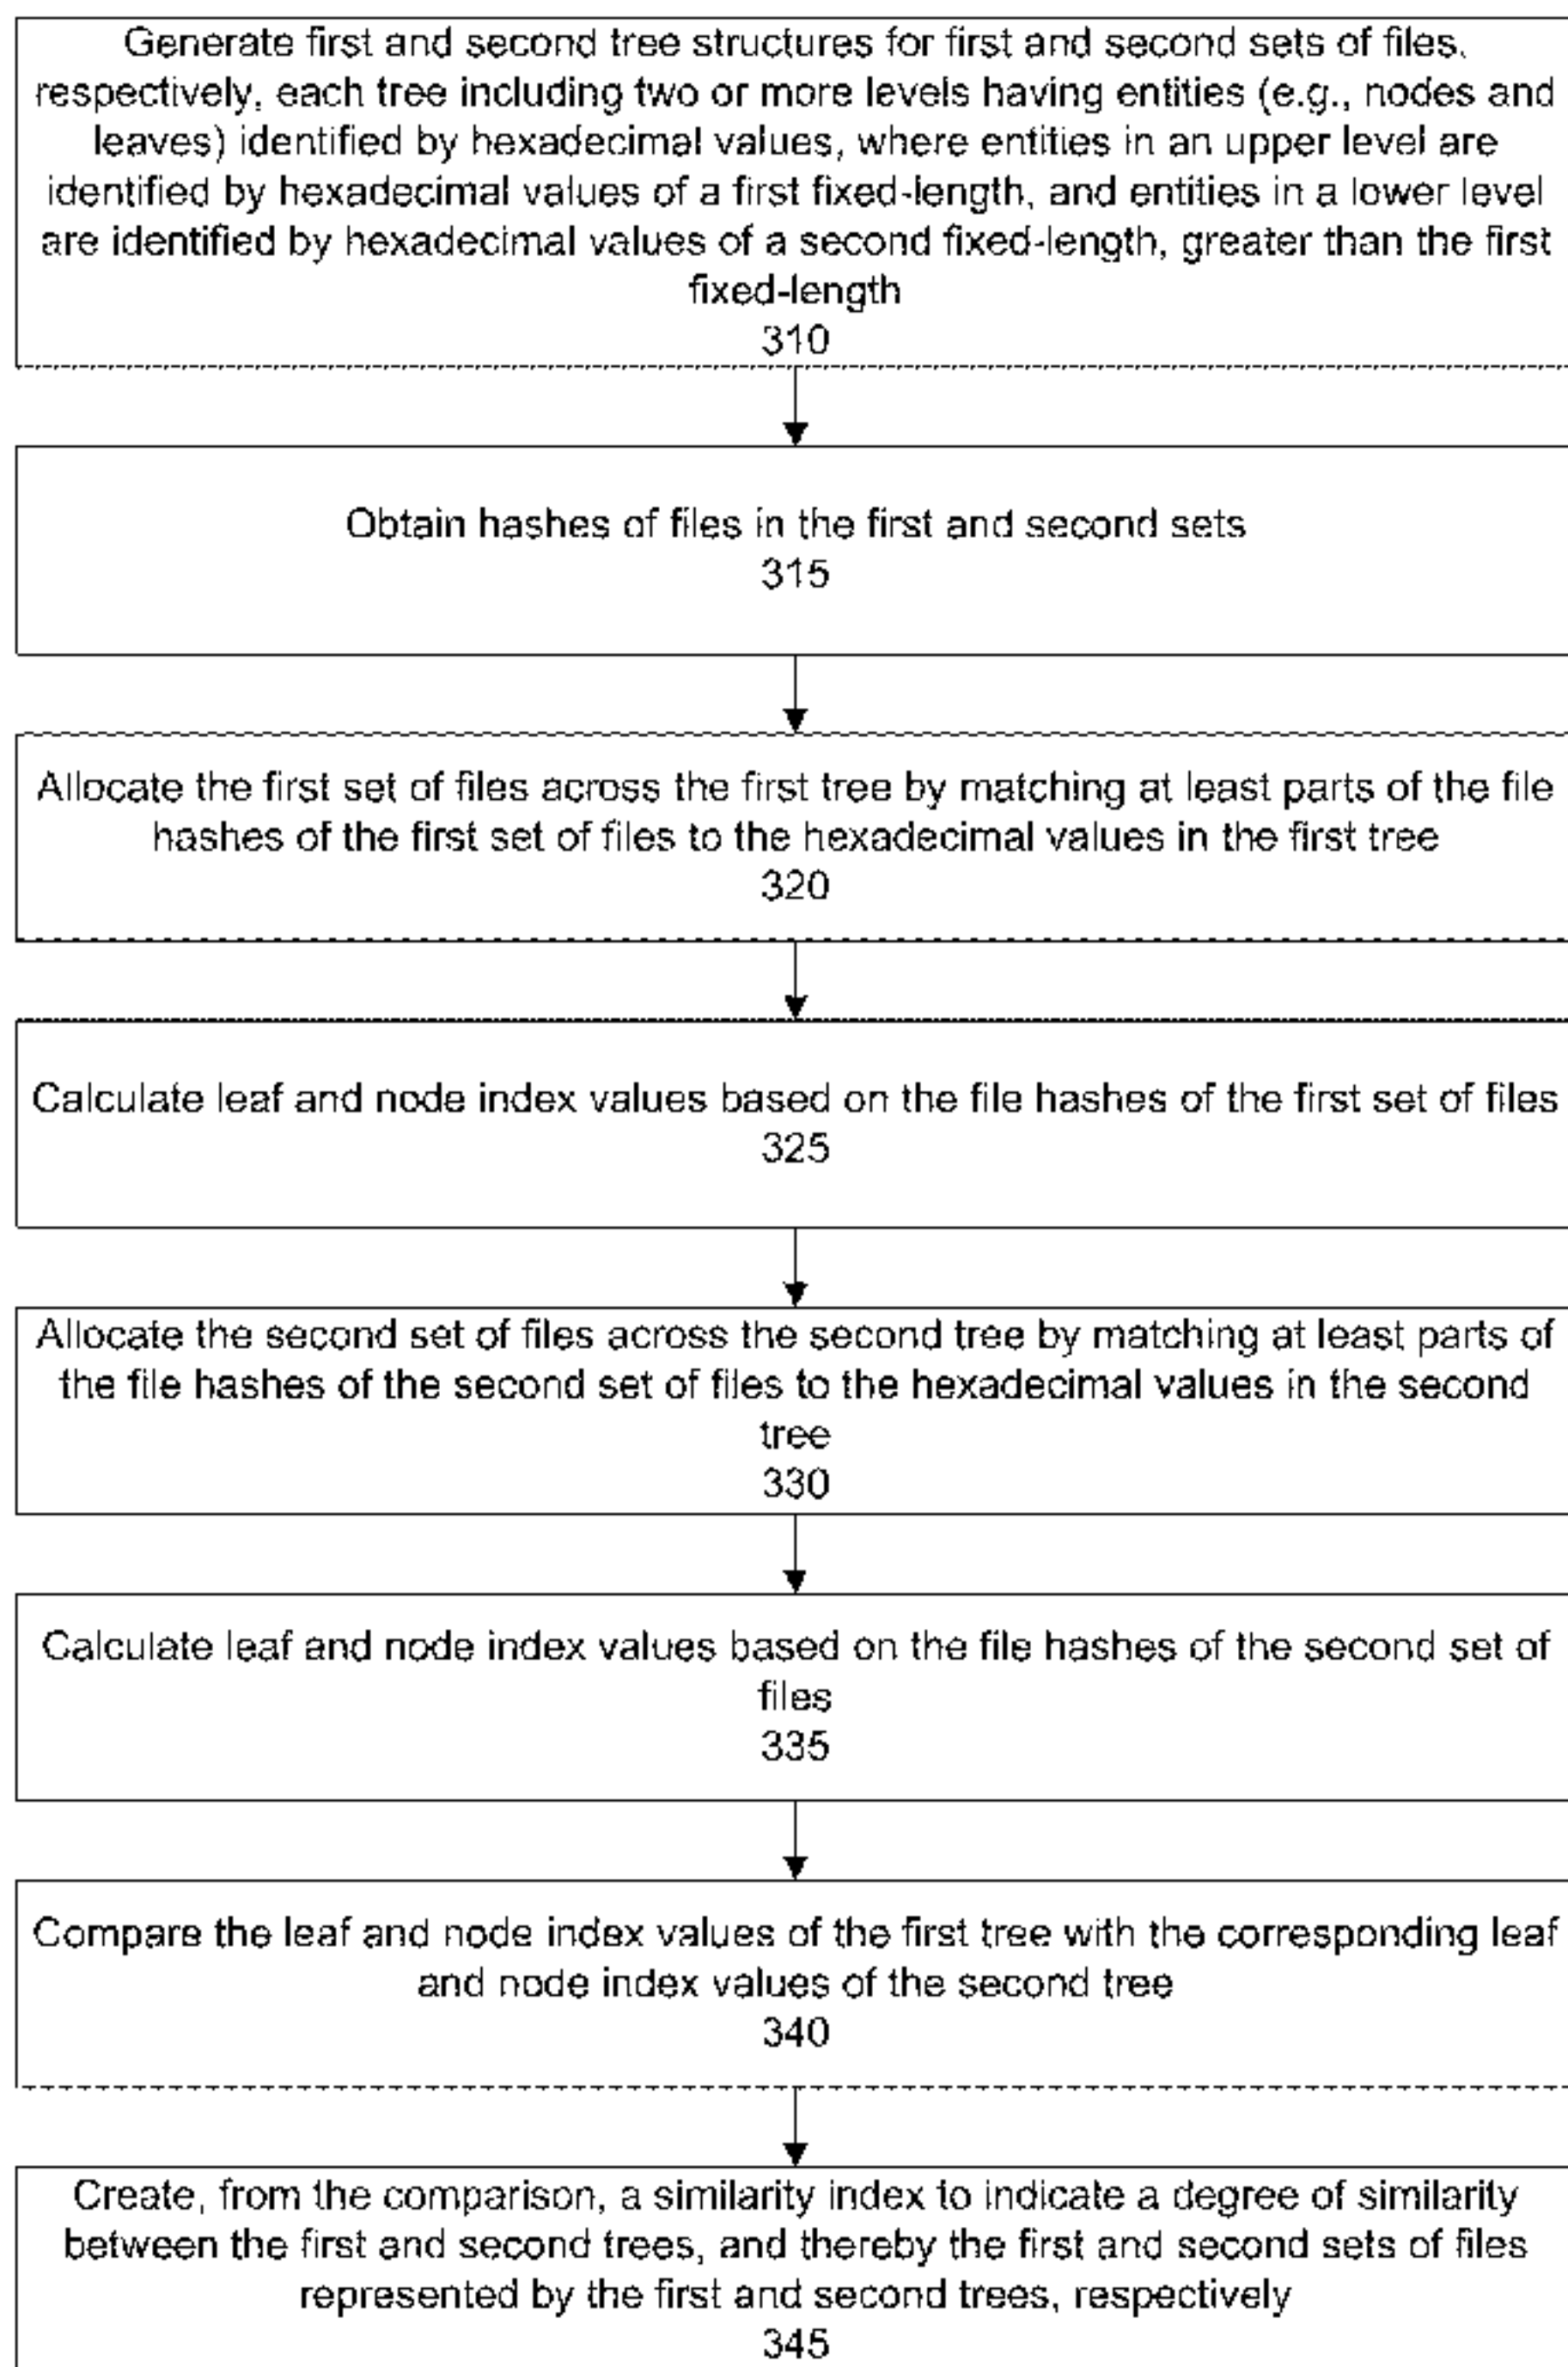 Generate first and second tree structures for first and second sets of files,
respectively, each tree including two or more levels having entities (e.g., nodes and
leaves) identified by hexadecimal values, where entities in an upper level are
identified by hexadecimal values of a first fixed-length, and entities in a lower level
are identified by hexadecimal values of a second fixed-length, greater than the first
fixed-length
310
Obtain hashes of files in the first and second sets
315
Allocate the first set of files across the first tree by matching at least parts of the file
hashes of the first set of files to the hexadecimal values in the first tree
320
Calculate leaf and node index values based on the file hashes of the first set of files
325
Allocate the second set of files across the second tree by matching at least parts of
the file hashes of the second set of files to the hexadecimal values in the second
tree
330
Calculate leaf and node index values based on the file hashes of the second set of
files
335
Compare the leaf and node index values of the first tree with the corresponding leaf
and node index values of the second tree
340
Create, from the comparison, a similarity index to indicate a degree of similarity
between the first and second trees, and thereby the first and second sets of files
represented by the first and second trees, respectively
345